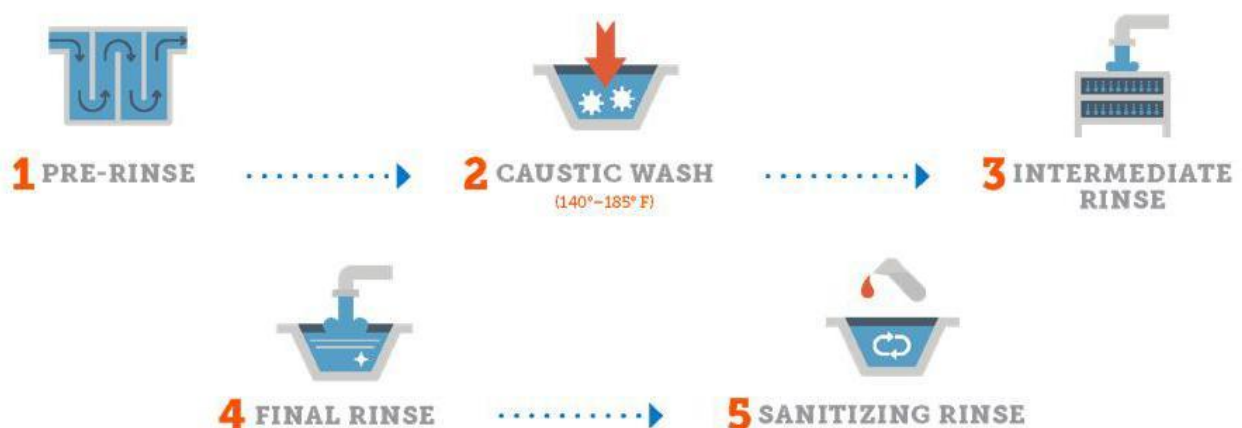 1 PRE-RINSE
2 CAUSTIC WASH
(140°–185° F)
3 INTERMEDIATE
RINSE
4 FINAL RINSE
5 SANITIZING RINSE